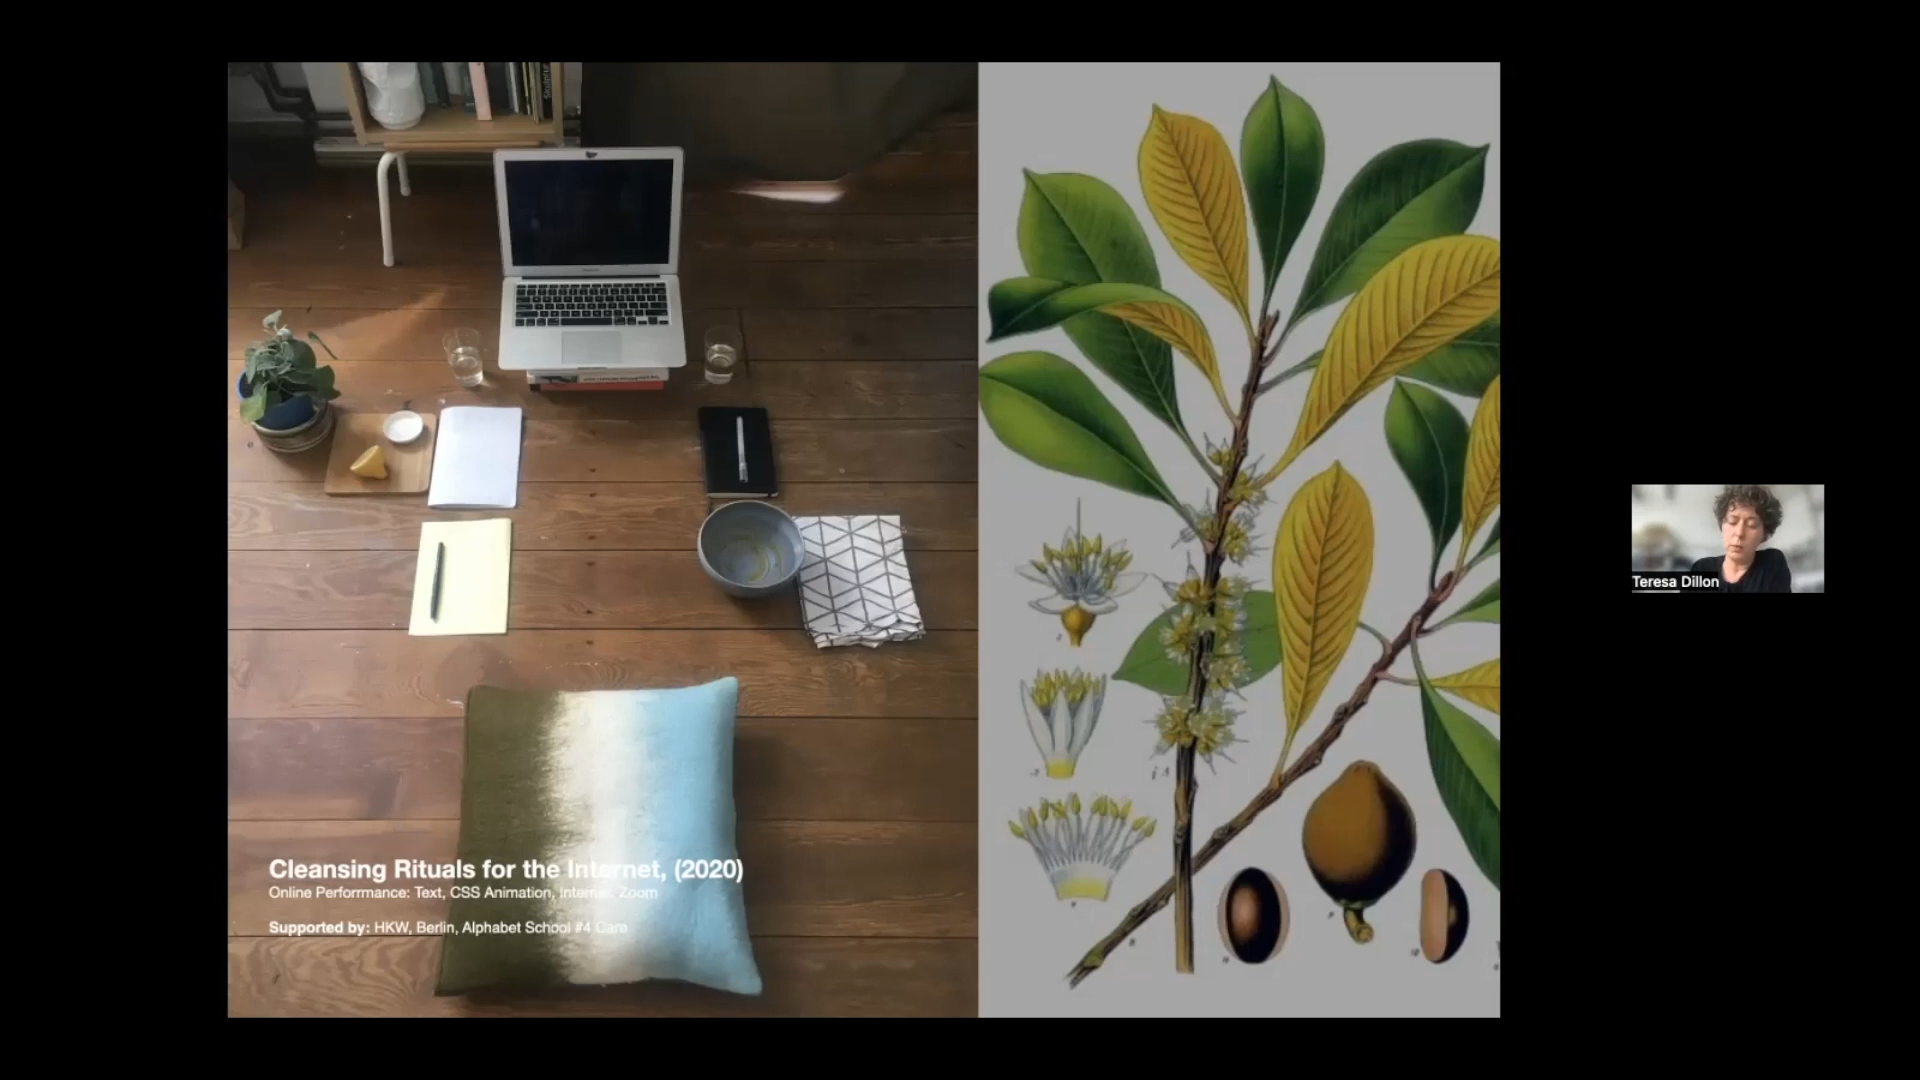 Cleansing Rituals for the Internet, (2020)
Online Perforrmance: Text, CSS Animation, Internet, Zoom
Supported by: HKW, Berlin, Alphabet School #4 Care
Teresa Dillon